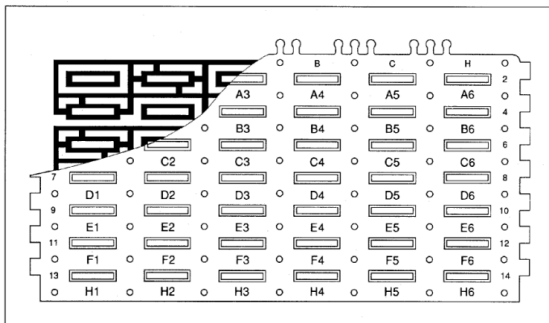 B C H
2
A3 A4 A5 A6
4
B3 B4 B5 B6
6
C2 C3 C4 C5 C6
7 8
D1 D2 D3 D4 D5 D6
9 10
E1 E2 E3 E4 E5 E6
11 12
F1 F2 F3 F4 F5 F6
13 14
H1 H2 H3 H4 H5 H6